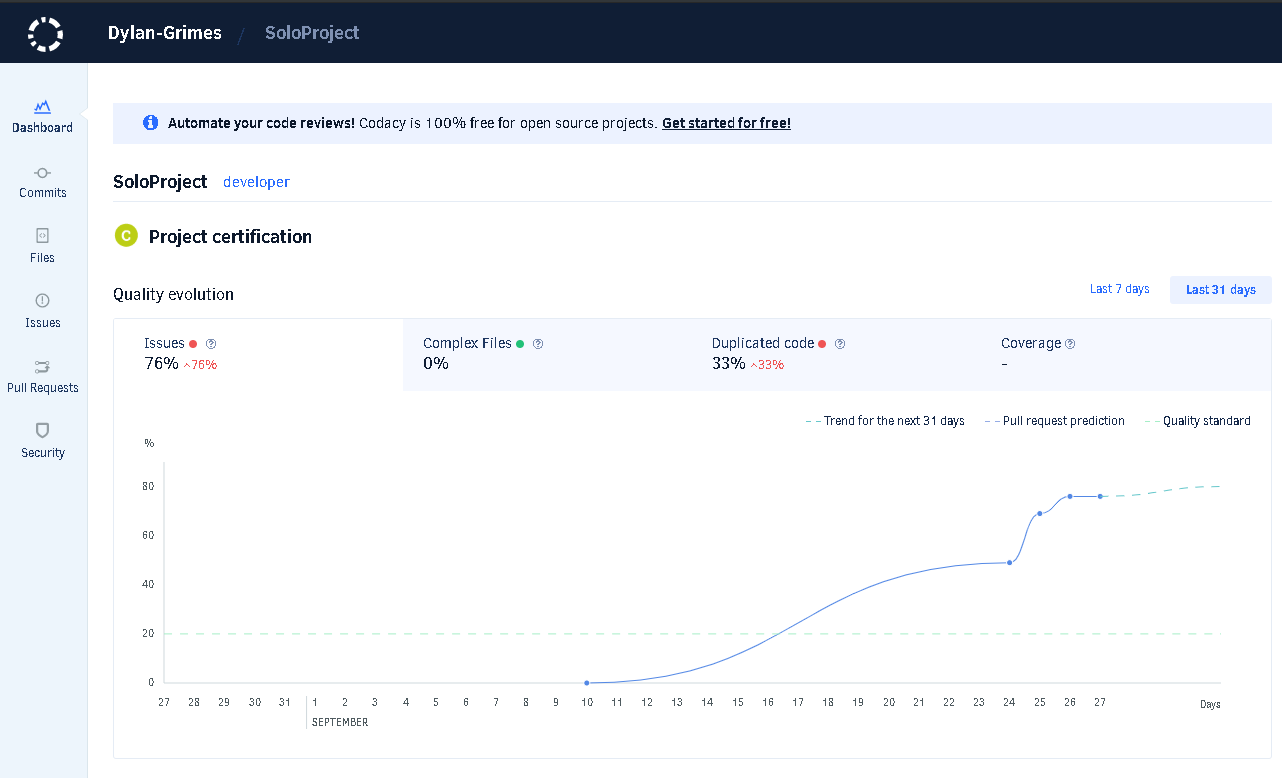 Dylan-Grimes / SoloProject
Automate your code reviews! Codacy is 100% free for open source projects. Get started for free!
Dashboard
Commits
Files
Issues
Pull Requests
Security
SoloProject developer
C Project certification
Quality evolution
Last 7 days Last 31 days
Issues
76% 76%
Complex Files
0%
Duplicated code
33% 33%
Coverage
-
Trend for the next 31 days Pull request prediction Quality standard
%
80
60
40
20
0
27 28 29 30 31 1 2 3 4 5 6 7 8 9 10 11 12 13 14 15 16 17 18 19 20 21 22 23 24 25 26 27 Days
SEPTEMBER